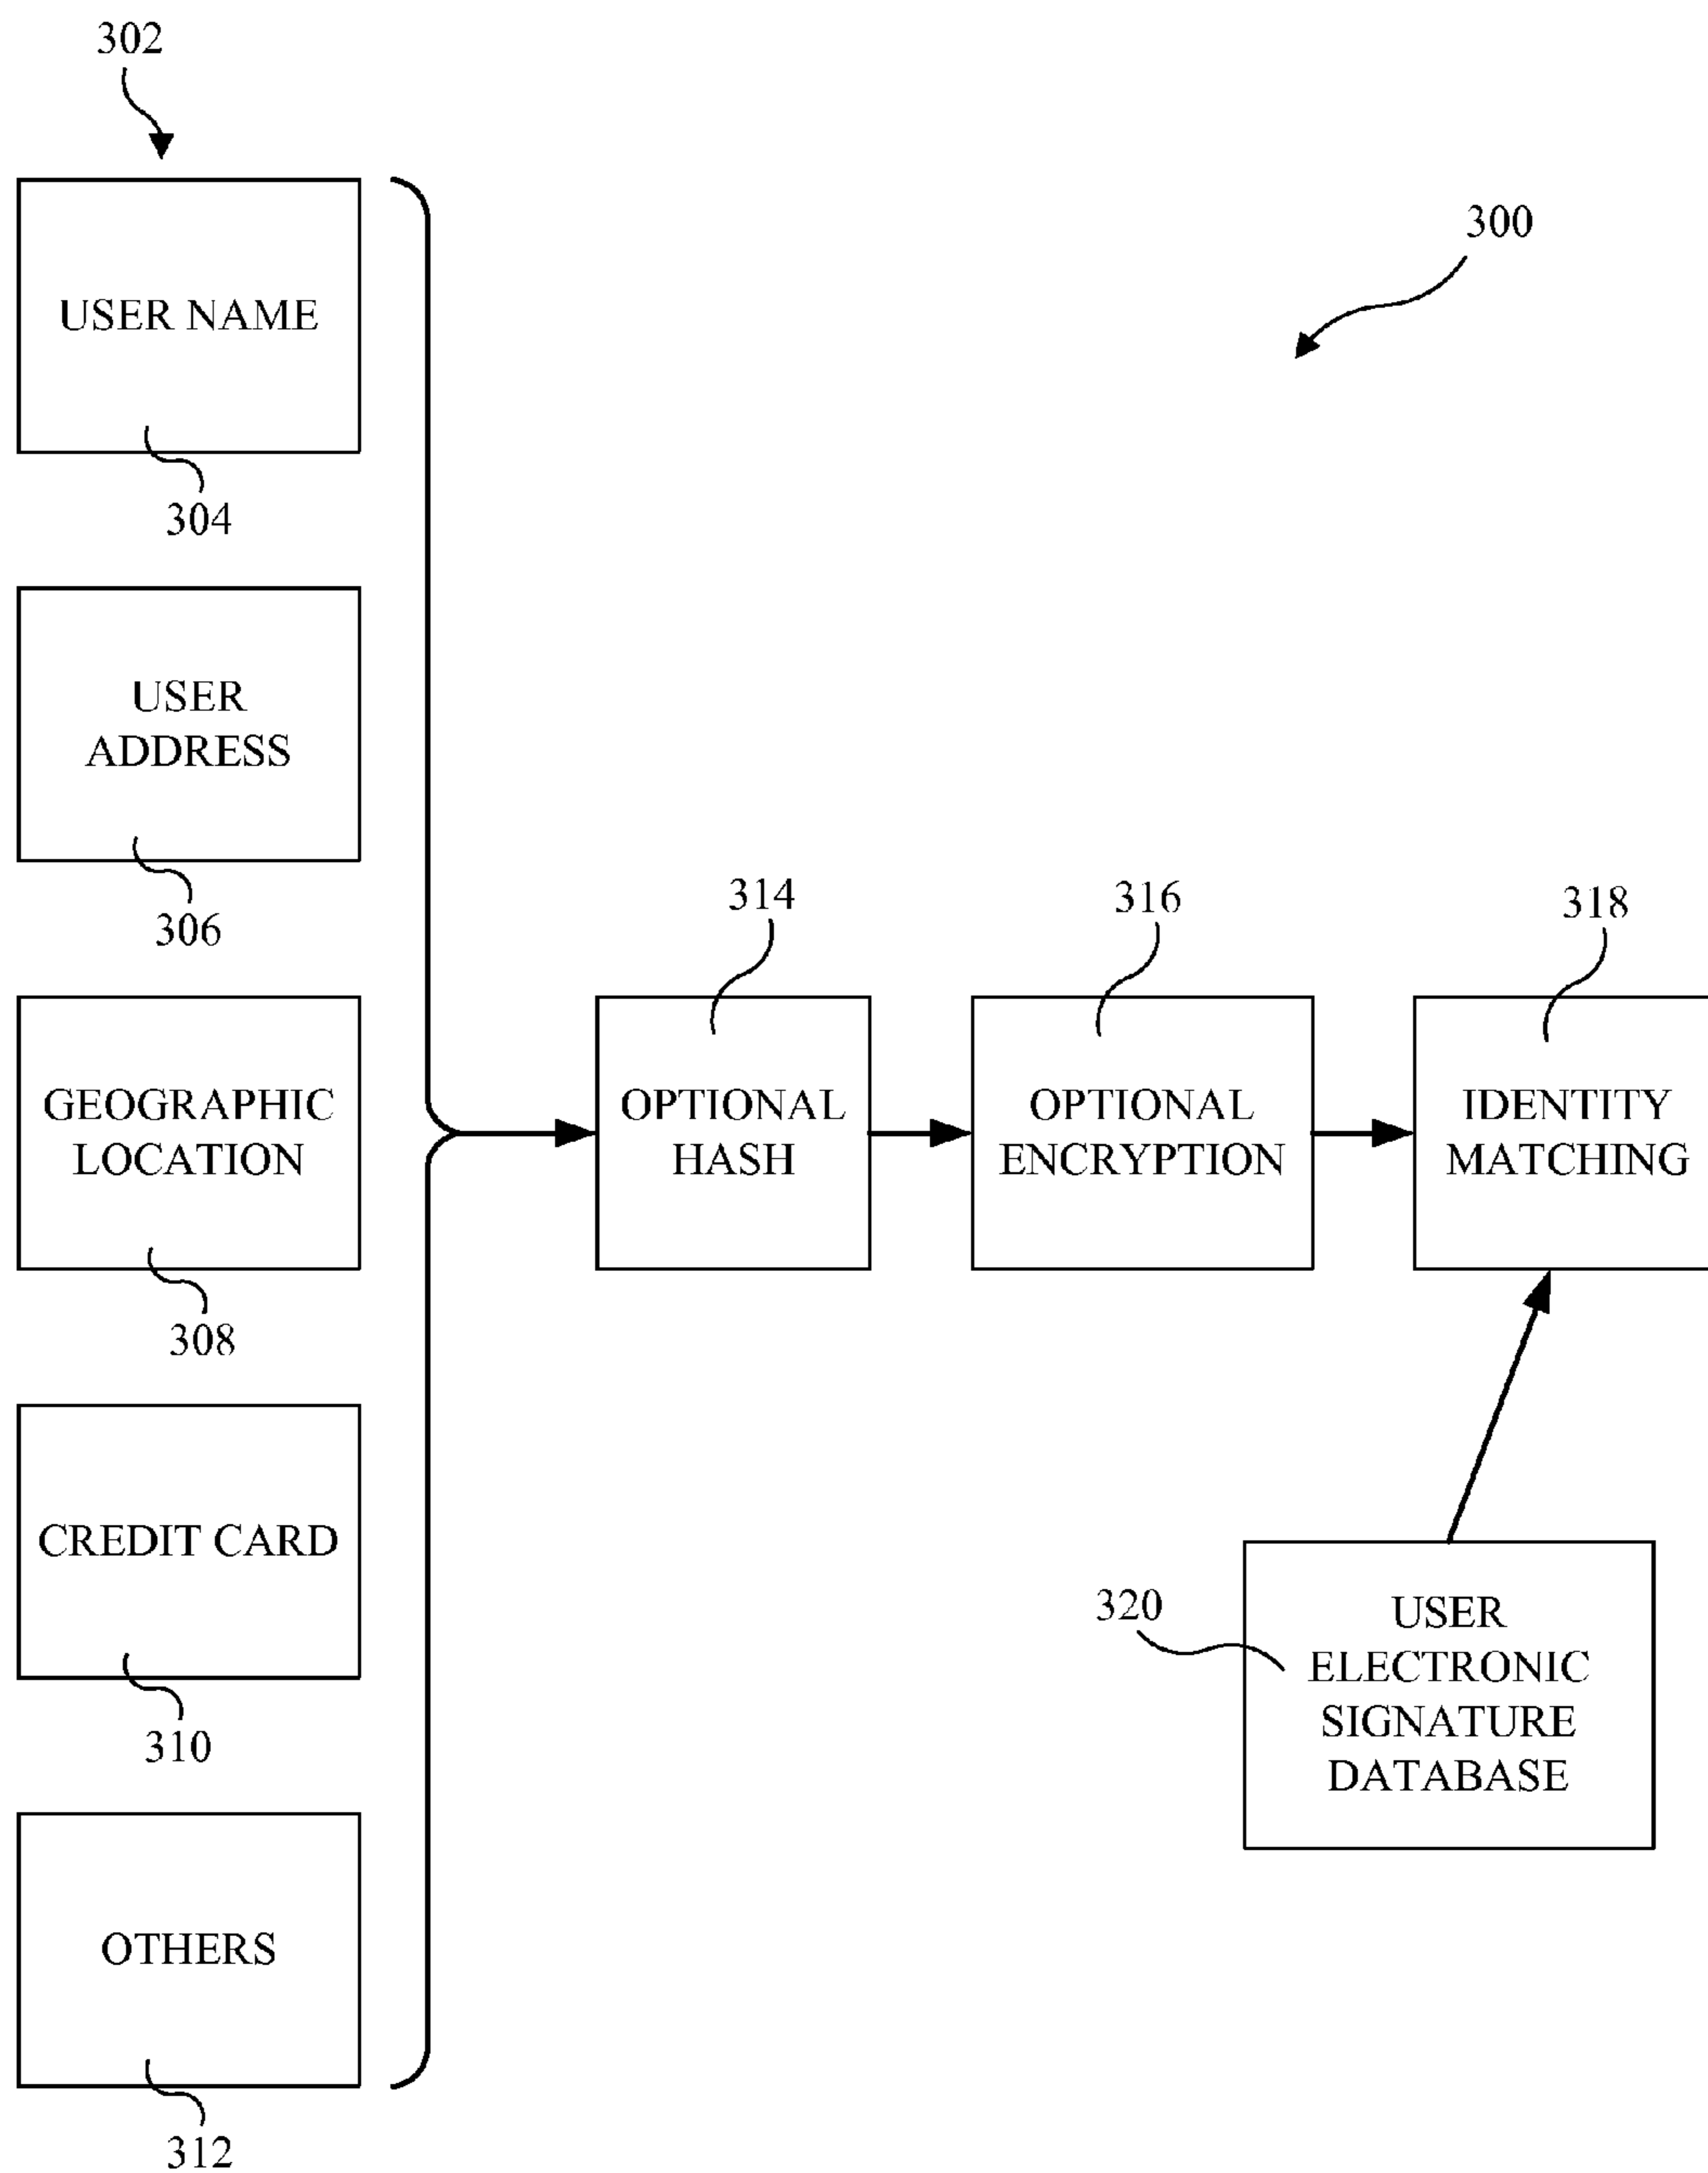 302
300
USER NAME
304
USER
ADDRESS
306
314
316
318
GEOGRAPHIC
LOCATION
308
OPTIONAL
HASH
OPTIONAL
ENCRYPTION
IDENTITY
MATCHING
CREDIT CARD
310
320
USER
ELECTRONIC
SIGNATURE
DATABASE
OTHERS
312